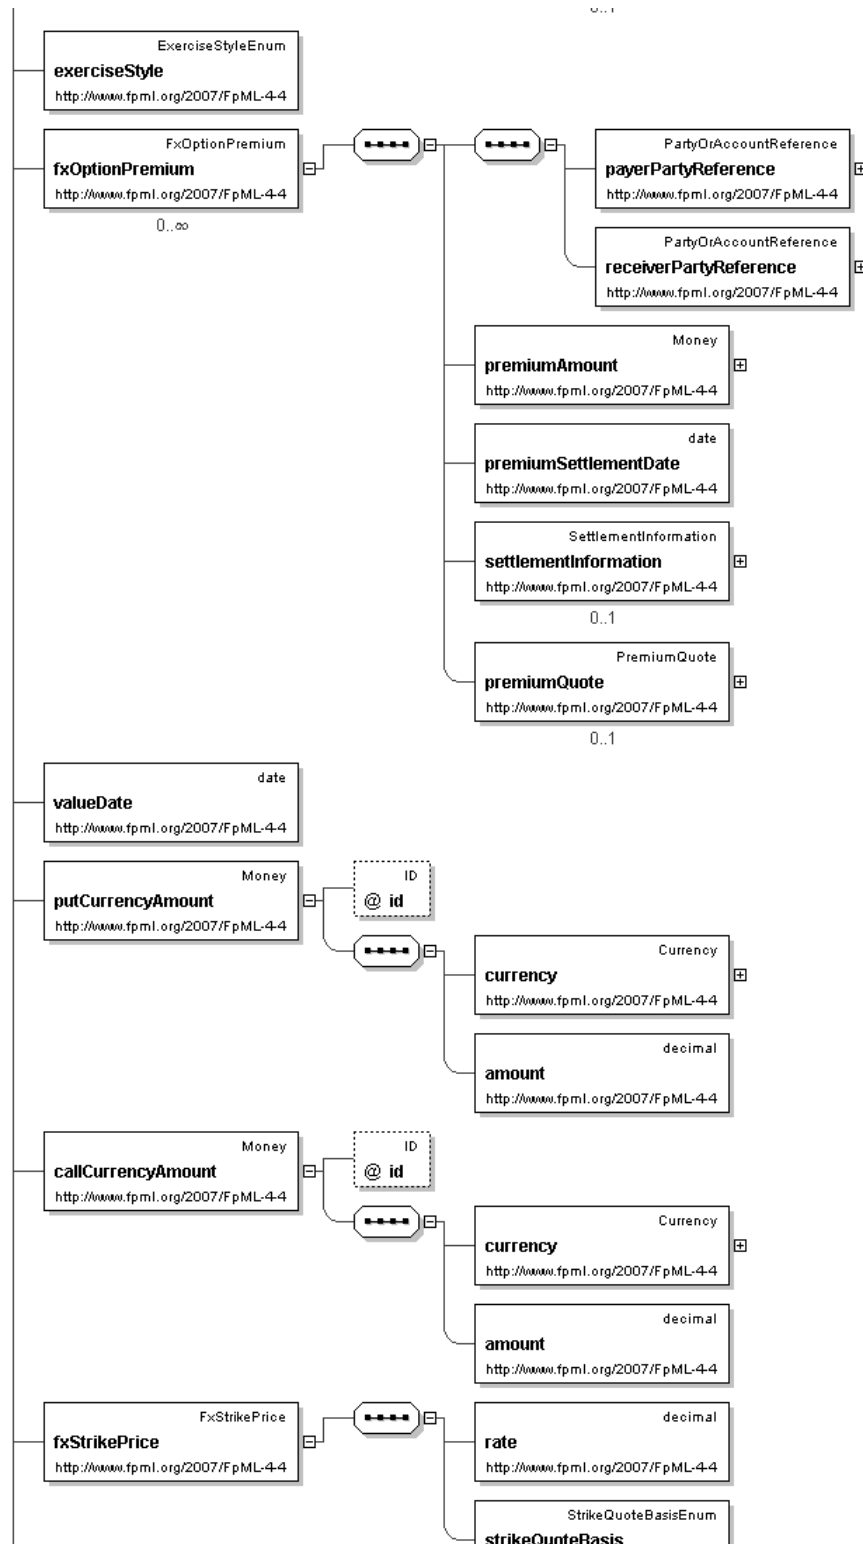 0..1
ExerciseStyleEnum
exerciseStyle
http://www.fpml.org/2007/FpML-4-4
FxOptionPremium
fxOptionPremium
http://www.fpml.org/2007/FpML-4-4
0..∞
PartyOrAccountReference
payerPartyReference
http://www.fpml.org/2007/FpML-4-4
PartyOrAccountReference
receiverPartyReference
http://www.fpml.org/2007/FpML-4-4
Money
premiumAmount
http://www.fpml.org/2007/FpML-4-4
date
premiumSettlementDate
http://www.fpml.org/2007/FpML-4-4
SettlementInformation
settlementInformation
http://www.fpml.org/2007/FpML-4-4
0..1
PremiumQuote
premiumQuote
http://www.fpml.org/2007/FpML-4-4
0..1
date
valueDate
http://www.fpml.org/2007/FpML-4-4
Money
putCurrencyAmount
http://www.fpml.org/2007/FpML-4-4
ID
@ id
Currency
currency
http://www.fpml.org/2007/FpML-4-4
decimal
amount
http://www.fpml.org/2007/FpML-4-4
Money
callCurrencyAmount
http://www.fpml.org/2007/FpML-4-4
ID
@ id
Currency
currency
http://www.fpml.org/2007/FpML-4-4
decimal
amount
http://www.fpml.org/2007/FpML-4-4
FxStrikePrice
fxStrikePrice
http://www.fpml.org/2007/FpML-4-4
decimal
rate
http://www.fpml.org/2007/FpML-4-4
StrikeQuoteBasisEnum
strikeQuoteBasis